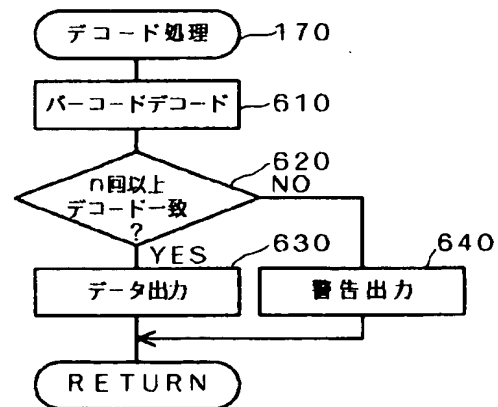 デコード処理
170
バーコードデコード
610
620
n回以上
デコード一致
?
NO
YES
630
データ出力
640
警告出力
RETURN